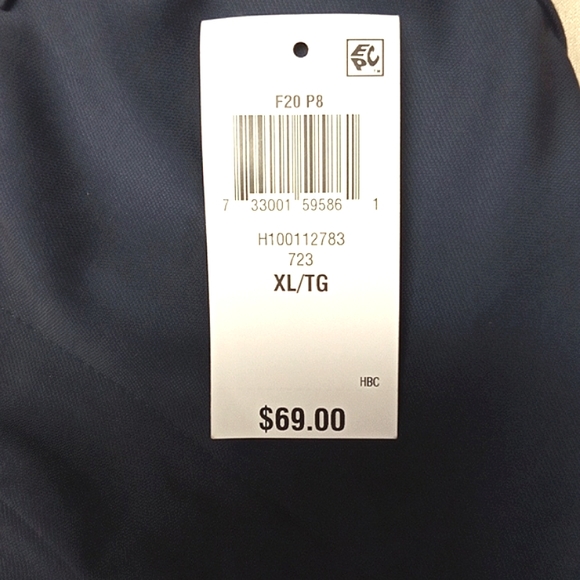 EPC
F20 P8
7 33001 59586 1
H100112783
723
XL/TG
HBC
$69.00